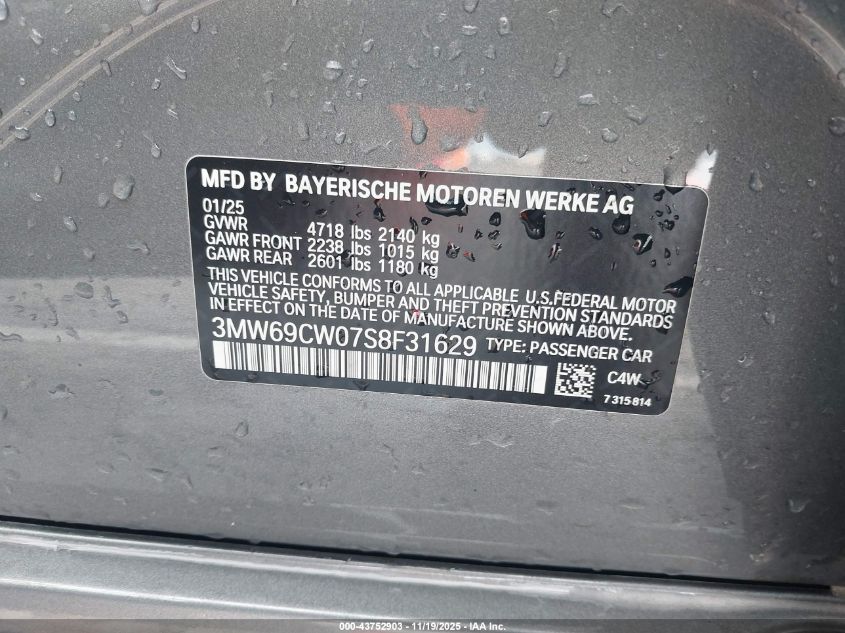 MFD BY BAYERISCHE MOTOREN WERKE AG
01/25
GVWR 4718 lbs 2140 kg
GAWR FRONT 2238 lbs 1015 kg
GAWR REAR 2601 lbs 1180 kg
THIS VEHICLE CONFORMS TO ALL APPLICABLE U.S.FEDERAL MOTOR
VEHICLE SAFETY, BUMPER AND THEFT PREVENTION STANDARDS
IN EFFECT ON THE DATE OF MANUFACTURE SHOWN ABOVE.
3MW69CW07S8F31629 TYPE: PASSENGER CAR
C4W
7 315 814
000-43752903 - 11/19/2025 - IAA Inc.